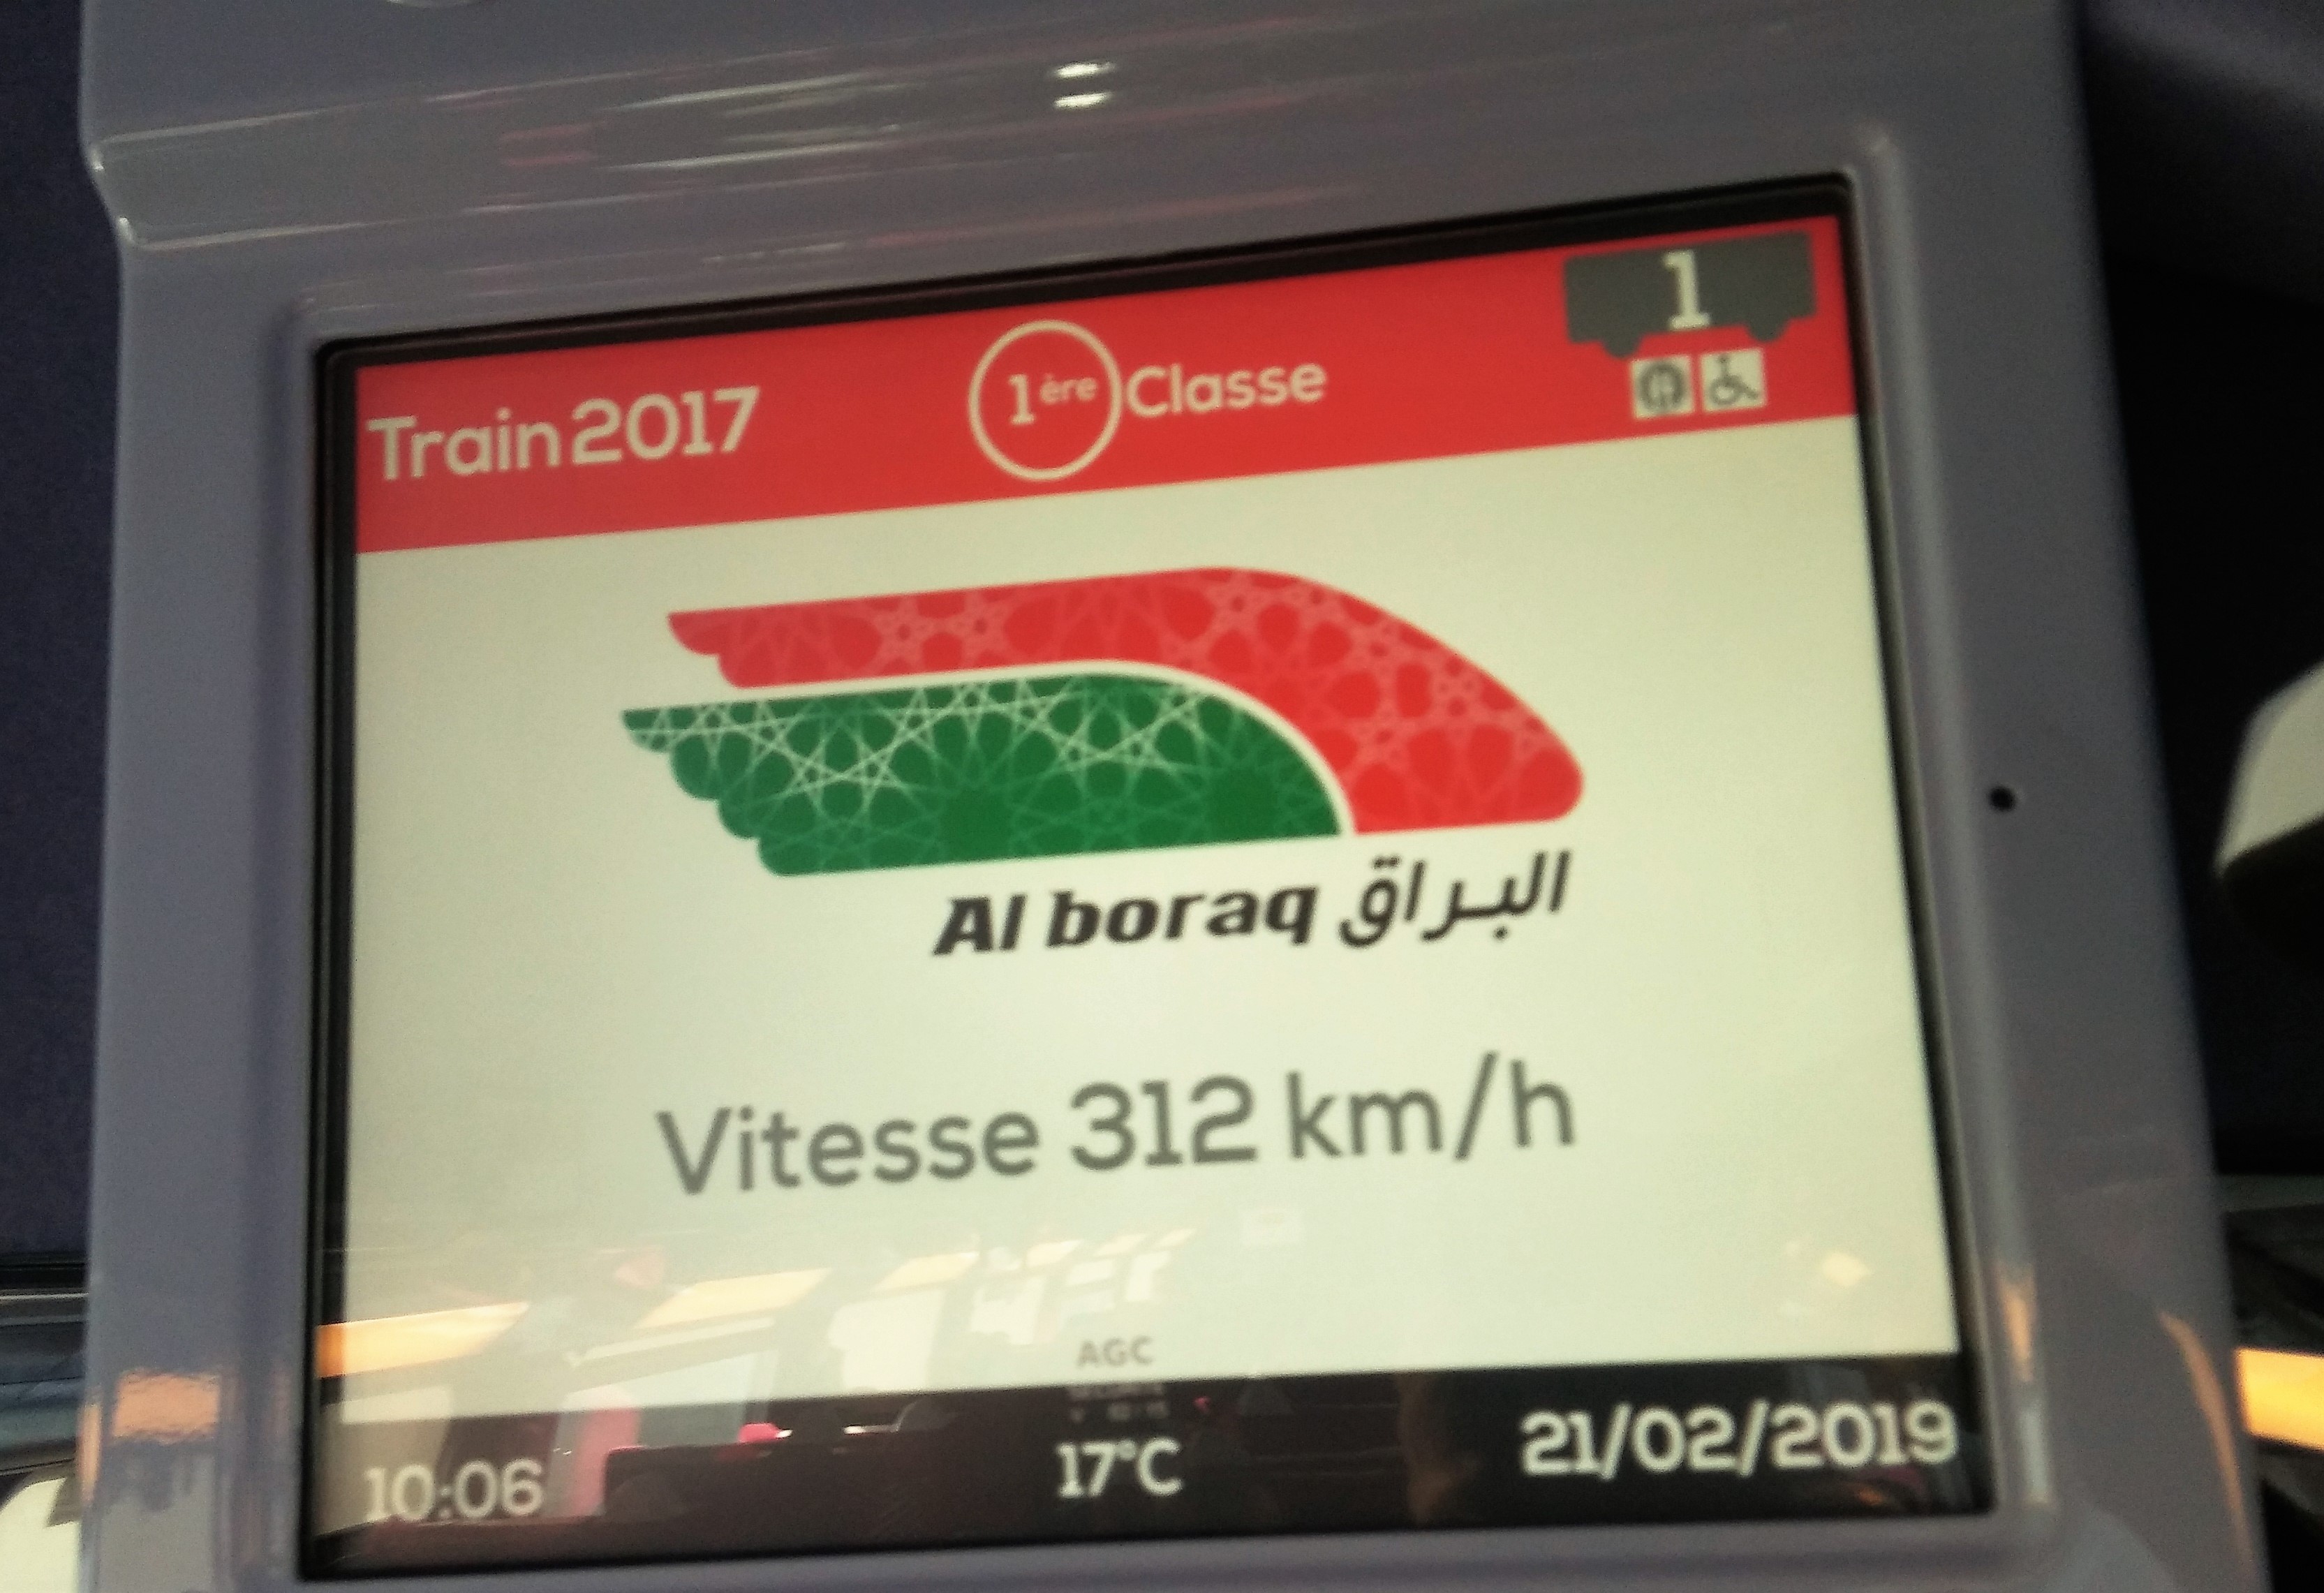 Train 2017
1ère Classe
1
Al boraq البراق
Vitesse 312 km/h
AGC
10:06
17°C
21/02/2019